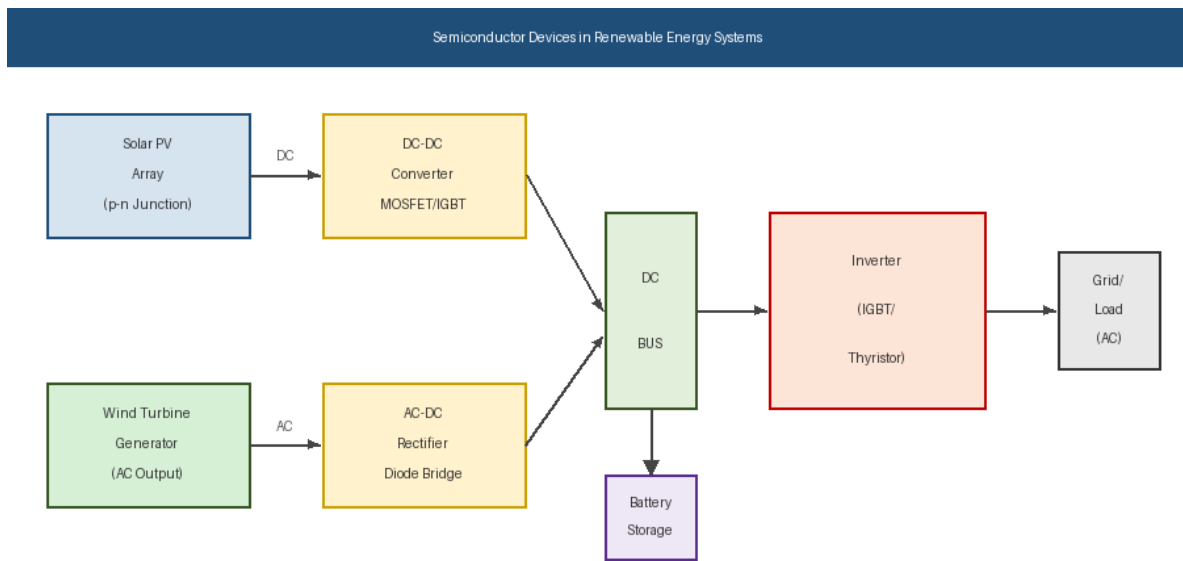 Semiconductor Devices in Renewable Energy Systems
Solar PV
Array
(p-n Junction)
DC
DC-DC
Converter
MOSFET/IGBT
DC
BUS
Inverter
(IGBT/
Thyristor)
Grid/
Load
(AC)
Wind Turbine
Generator
(AC Output)
AC
AC-DC
Rectifier
Diode Bridge
Battery
Storage